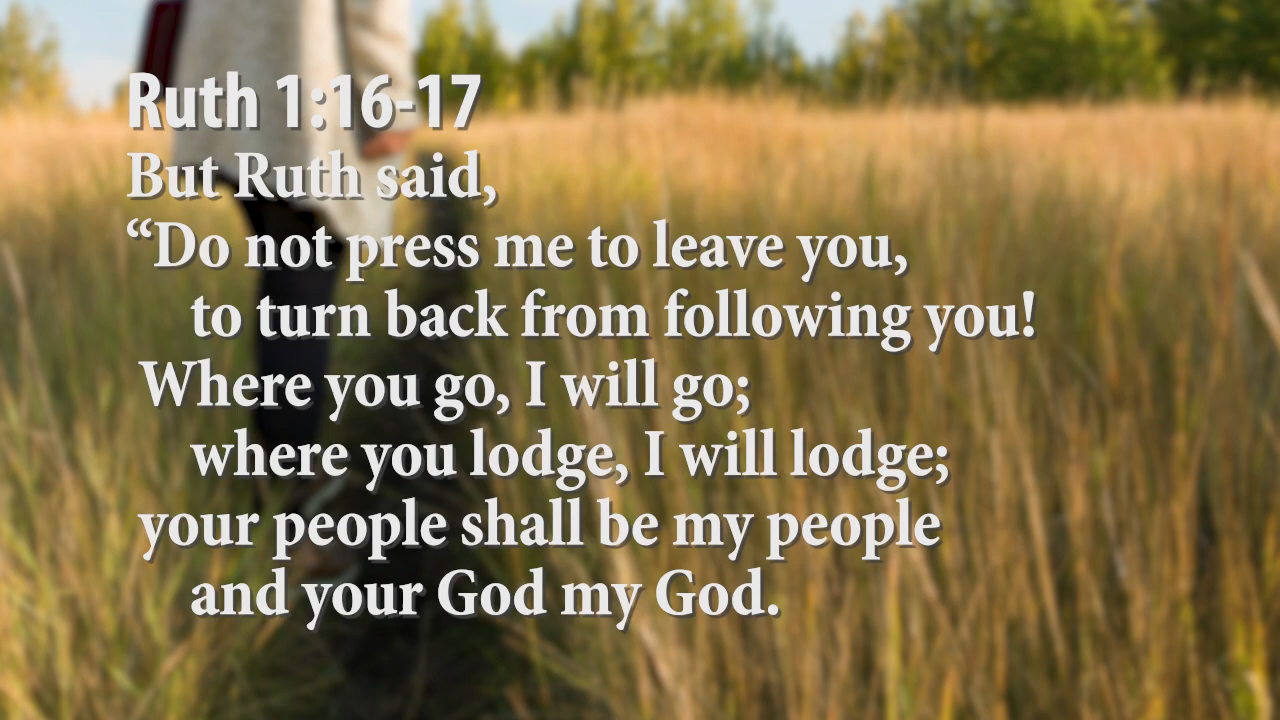 Ruth 1:16-17
But Ruth said,
“Do not press me to leave you,
to turn back from following you!
Where you go, I will go;
where you lodge, I will lodge;
your people shall be my people
and your God my God.